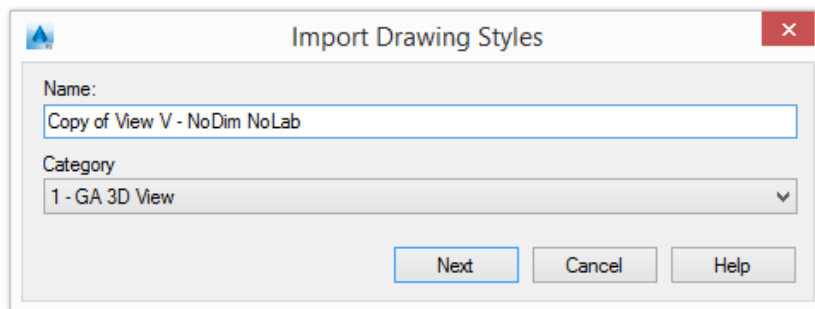 Import Drawing Styles
Name:
Copy of View V - NoDim NoLab
Category
1 - GA 3D View
Next Cancel Help